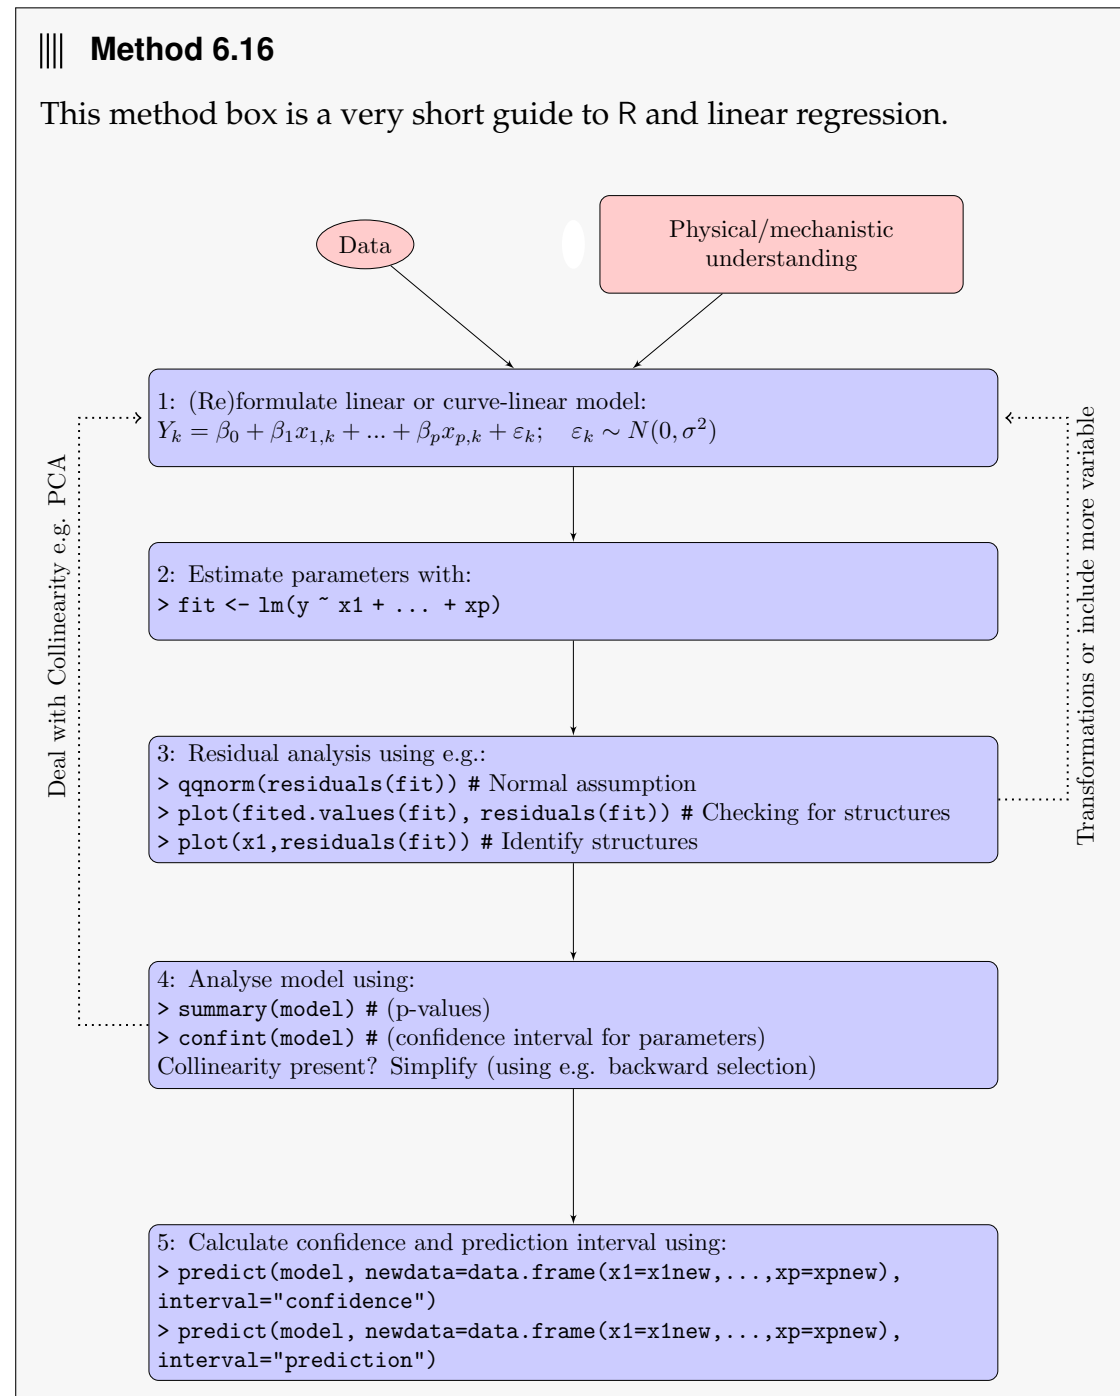 Method 6.16
This method box is a very short guide to R and linear regression.
Data
Physical/mechanistic
understanding
1: (Re)formulate linear or curve-linear model:
Y_k = β_0 + β_1x_{1,k} + ... + β_px_{p,k} + ε_k; ε_k ∼ N(0, σ^2)
2: Estimate parameters with:
> fit <- lm(y ~ x1 + ... + xp)
3: Residual analysis using e.g.:
> qqnorm(residuals(fit)) # Normal assumption
> plot(fited.values(fit), residuals(fit)) # Checking for structures
> plot(x1,residuals(fit)) # Identify structures
4: Analyse model using:
> summary(model) # (p-values)
> confint(model) # (confidence interval for parameters)
Collinearity present? Simplify (using e.g. backward selection)
5: Calculate confidence and prediction interval using:
> predict(model, newdata=data.frame(x1=x1new,...,xp=xpnew),
interval="confidence")
> predict(model, newdata=data.frame(x1=x1new,...,xp=xpnew),
interval="prediction")
Deal with Collinearity e.g. PCA
Transformations or include more variable